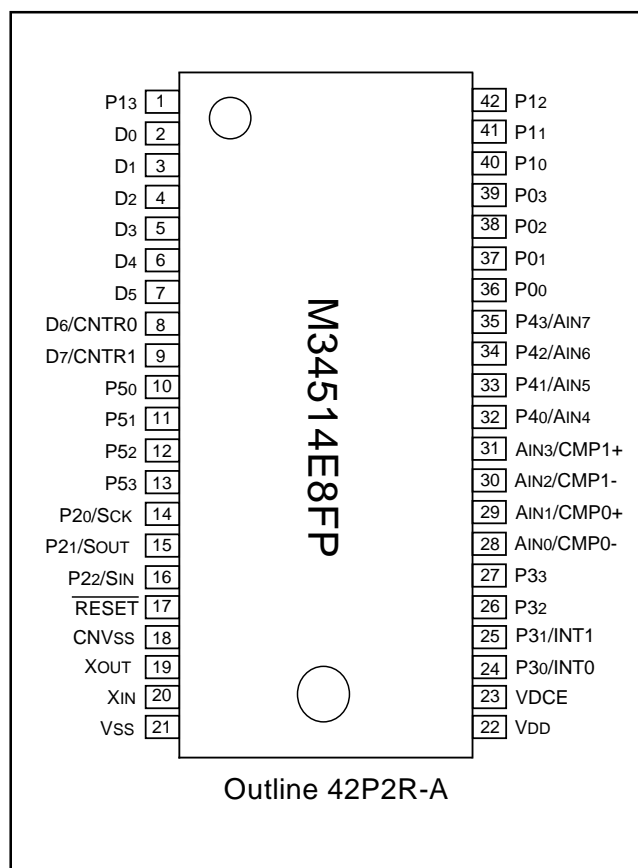 P13 1
D0 2
D1 3
D2 4
D3 5
D4 6
D5 7
D6/CNTR0 8
D7/CNTR1 9
P50 10
P51 11
P52 12
P53 13
P20/SCK 14
P21/SOUT 15
P22/SIN 16
RESET 17
CNVSS 18
XOUT 19
XIN 20
VSS 21
M34514E8FP
42 P12
41 P11
40 P10
39 P03
38 P02
37 P01
36 P00
35 P43/AIN7
34 P42/AIN6
33 P41/AIN5
32 P40/AIN4
31 AIN3/CMP1+
30 AIN2/CMP1-
29 AIN1/CMP0+
28 AIN0/CMP0-
27 P33
26 P32
25 P31/INT1
24 P30/INT0
23 VDCE
22 VDD
Outline 42P2R-A